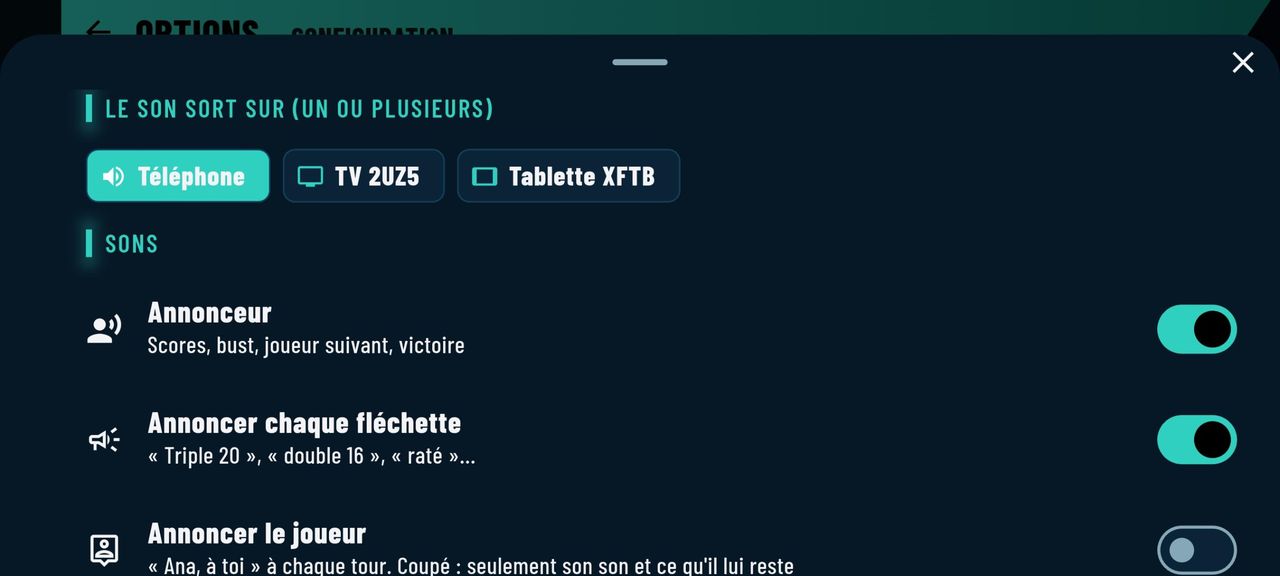 OPTIONS CONFIGURATION
LE SON SORT SUR (UN OU PLUSIEURS)
Téléphone TV 2UZ5 Tablette XFTB
SONS
Annonceur
Scores, bust, joueur suivant, victoire
Annoncer chaque fléchette
« Triple 20 », « double 16 », « raté »...
Annoncer le joueur
« Ana, à toi » à chaque tour. Coupé : seulement son son et ce qu'il lui reste